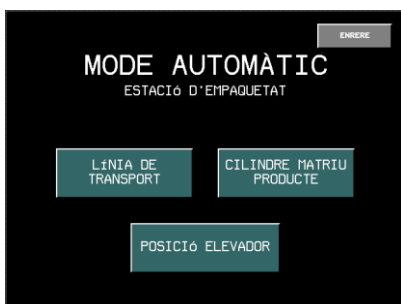 ENRERE
MODE AUTOMÀTIC
ESTACIó D'EMPAQUETAT
LíNIA DE
TRANSPORT
CILINDRE MATRIU
PRODUCTE
POSICIó ELEVADOR